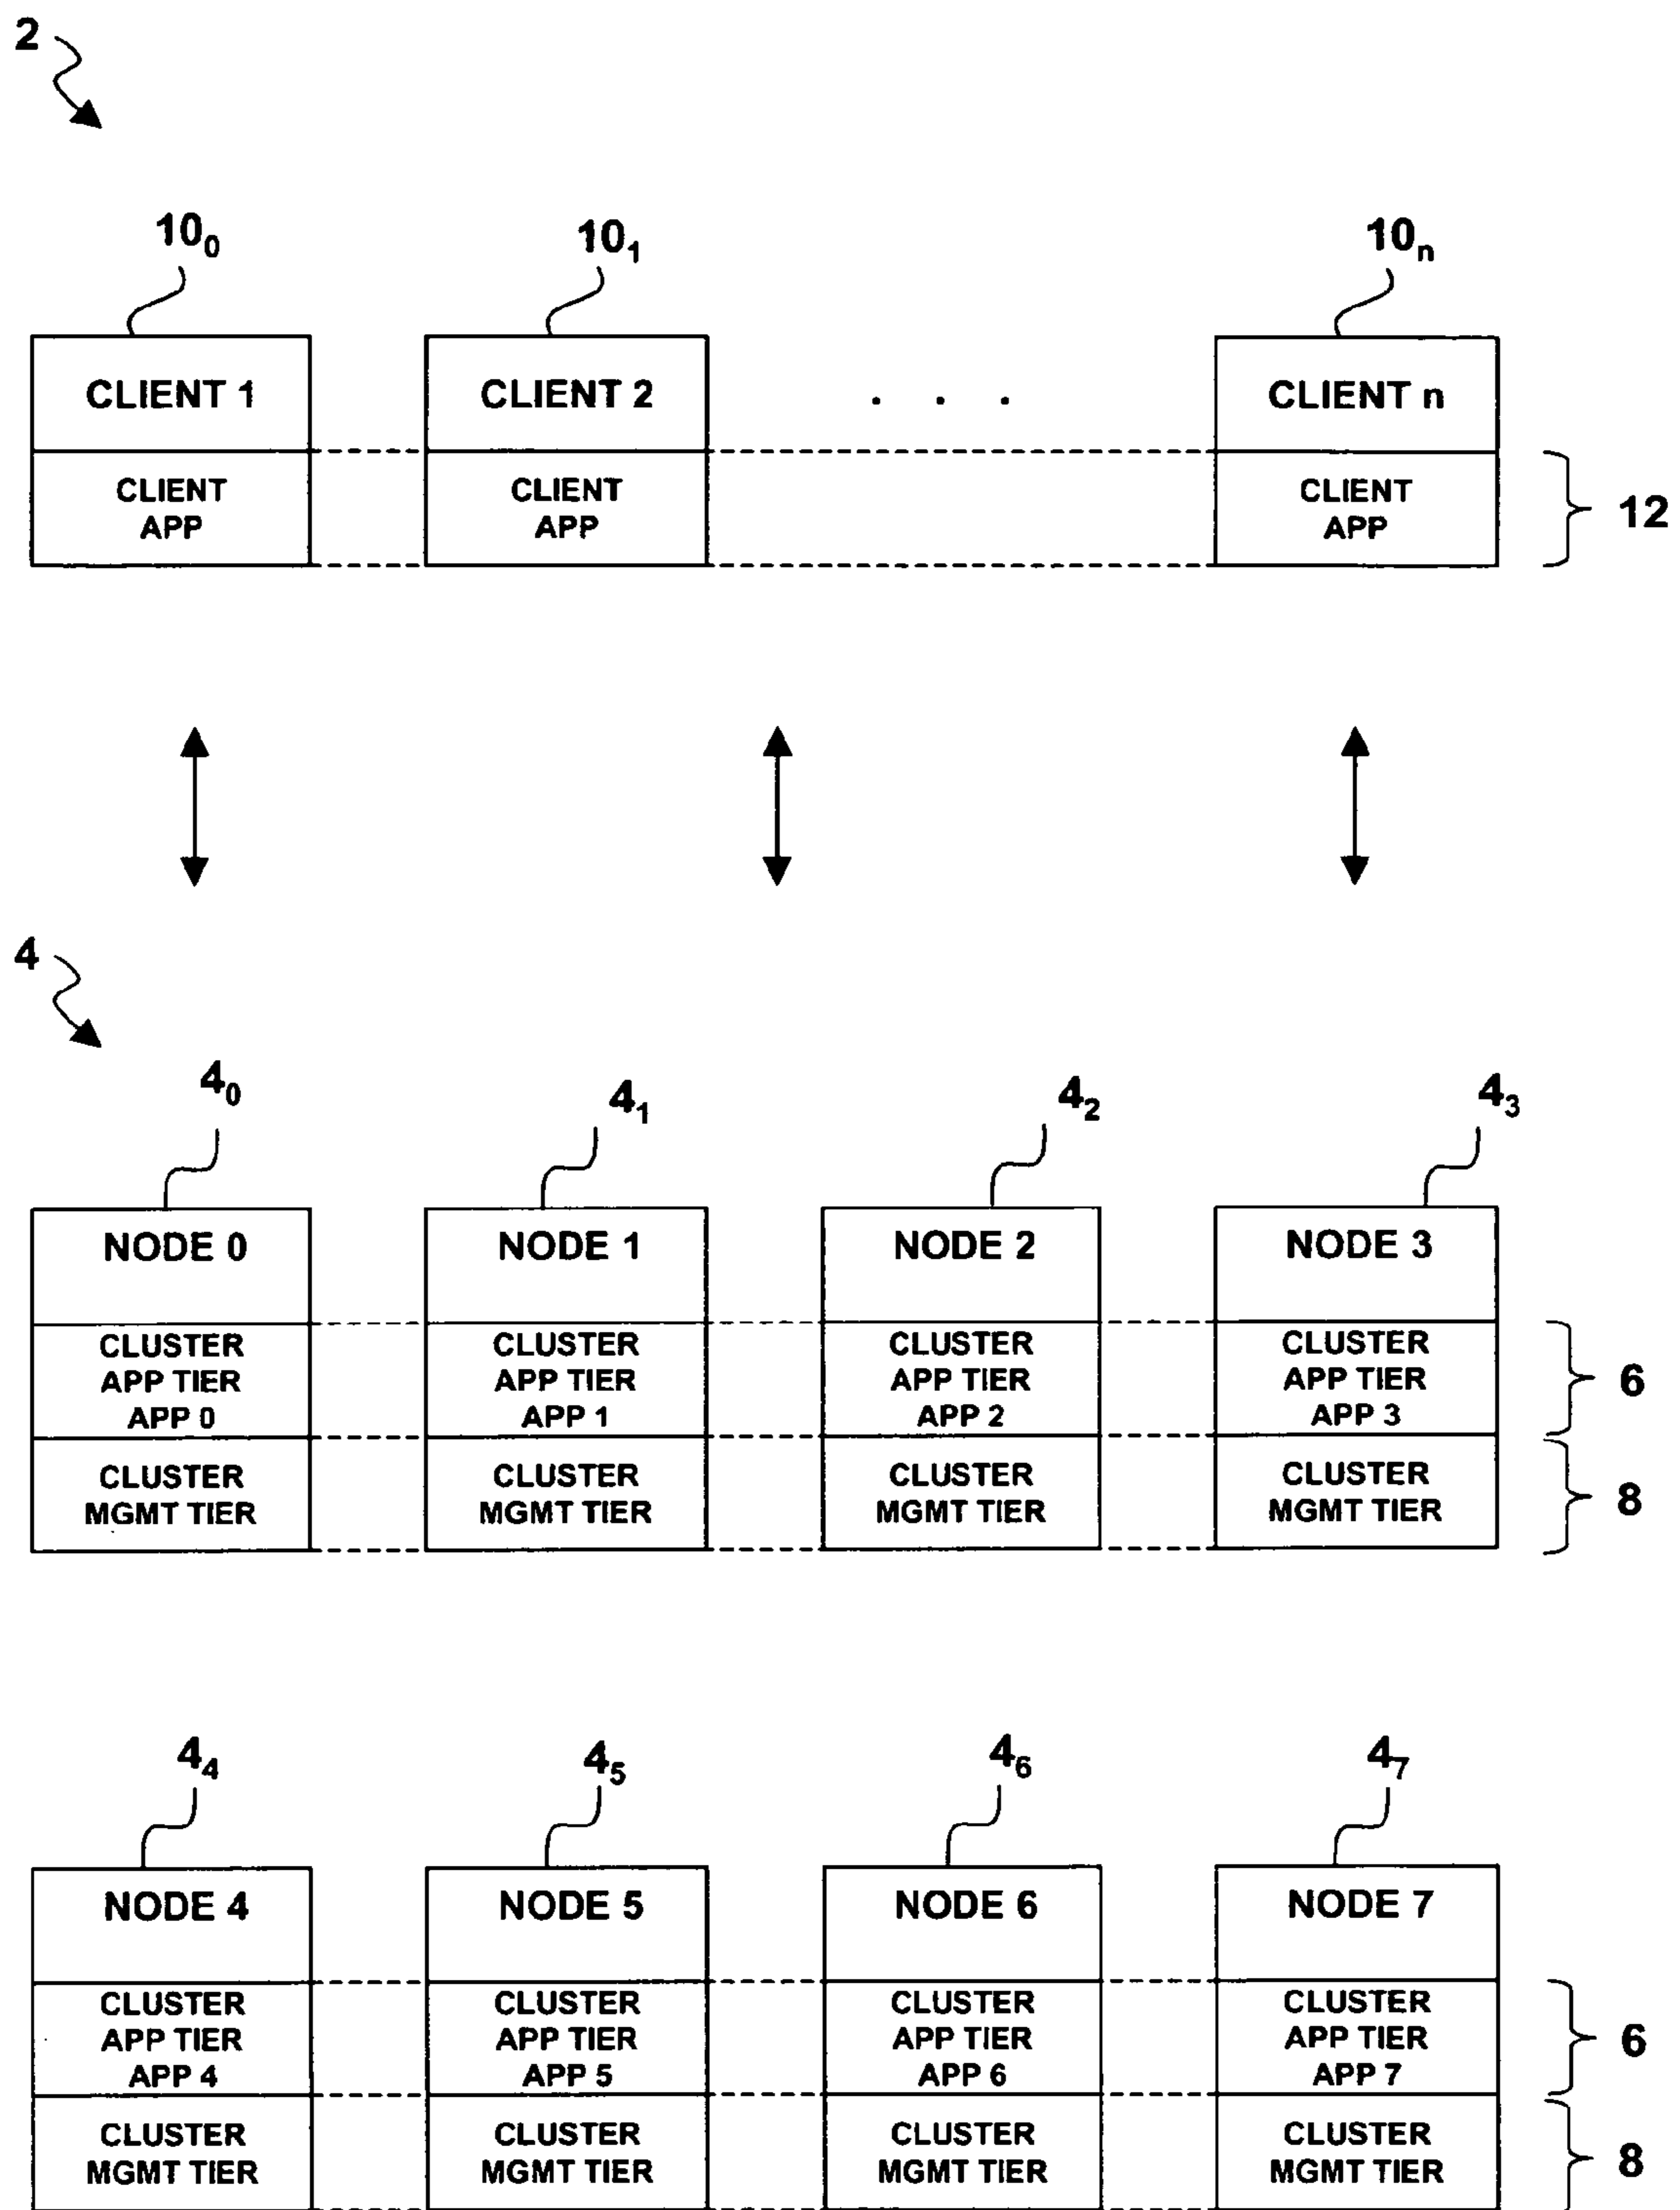 2
10₀ 10₁ 10ₙ
CLIENT 1 CLIENT 2 . . . CLIENT n
CLIENT CLIENT CLIENT
APP APP APP
12
4
4₀ 4₁ 4₂ 4₃
NODE 0 NODE 1 NODE 2 NODE 3
CLUSTER CLUSTER CLUSTER CLUSTER
APP TIER APP TIER APP TIER APP TIER
APP 0 APP 1 APP 2 APP 3
6
CLUSTER CLUSTER CLUSTER CLUSTER
MGMT TIER MGMT TIER MGMT TIER MGMT TIER
8
4₄ 4₅ 4₆ 4₇
NODE 4 NODE 5 NODE 6 NODE 7
CLUSTER CLUSTER CLUSTER CLUSTER
APP TIER APP TIER APP TIER APP TIER
APP 4 APP 5 APP 6 APP 7
6
CLUSTER CLUSTER CLUSTER CLUSTER
MGMT TIER MGMT TIER MGMT TIER MGMT TIER
8